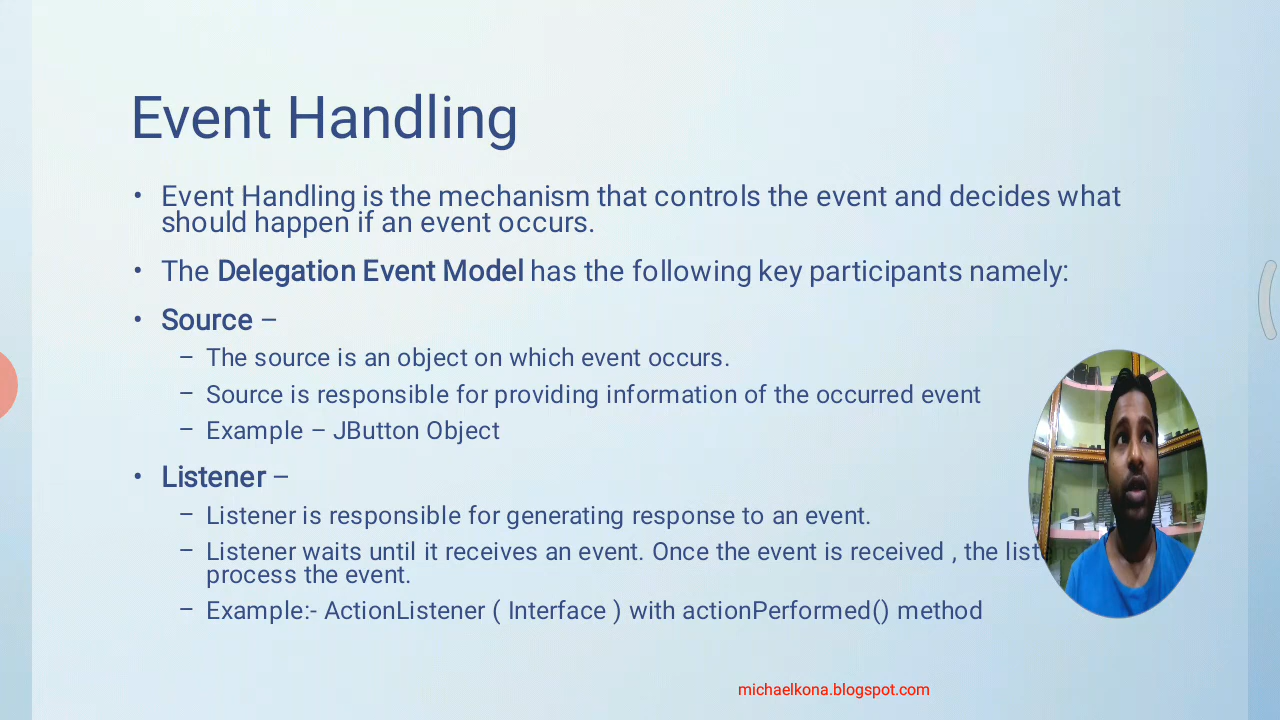 Event Handling
• Event Handling is the mechanism that controls the event and decides what
should happen if an event occurs.
• The Delegation Event Model has the following key participants namely:
• Source –
– The source is an object on which event occurs.
– Source is responsible for providing information of the occurred event
– Example – JButton Object
• Listener –
– Listener is responsible for generating response to an event.
– Listener waits until it receives an event. Once the event is received , the listener
process the event.
– Example:- ActionListener ( Interface ) with actionPerformed() method
michaelkona.blogspot.com